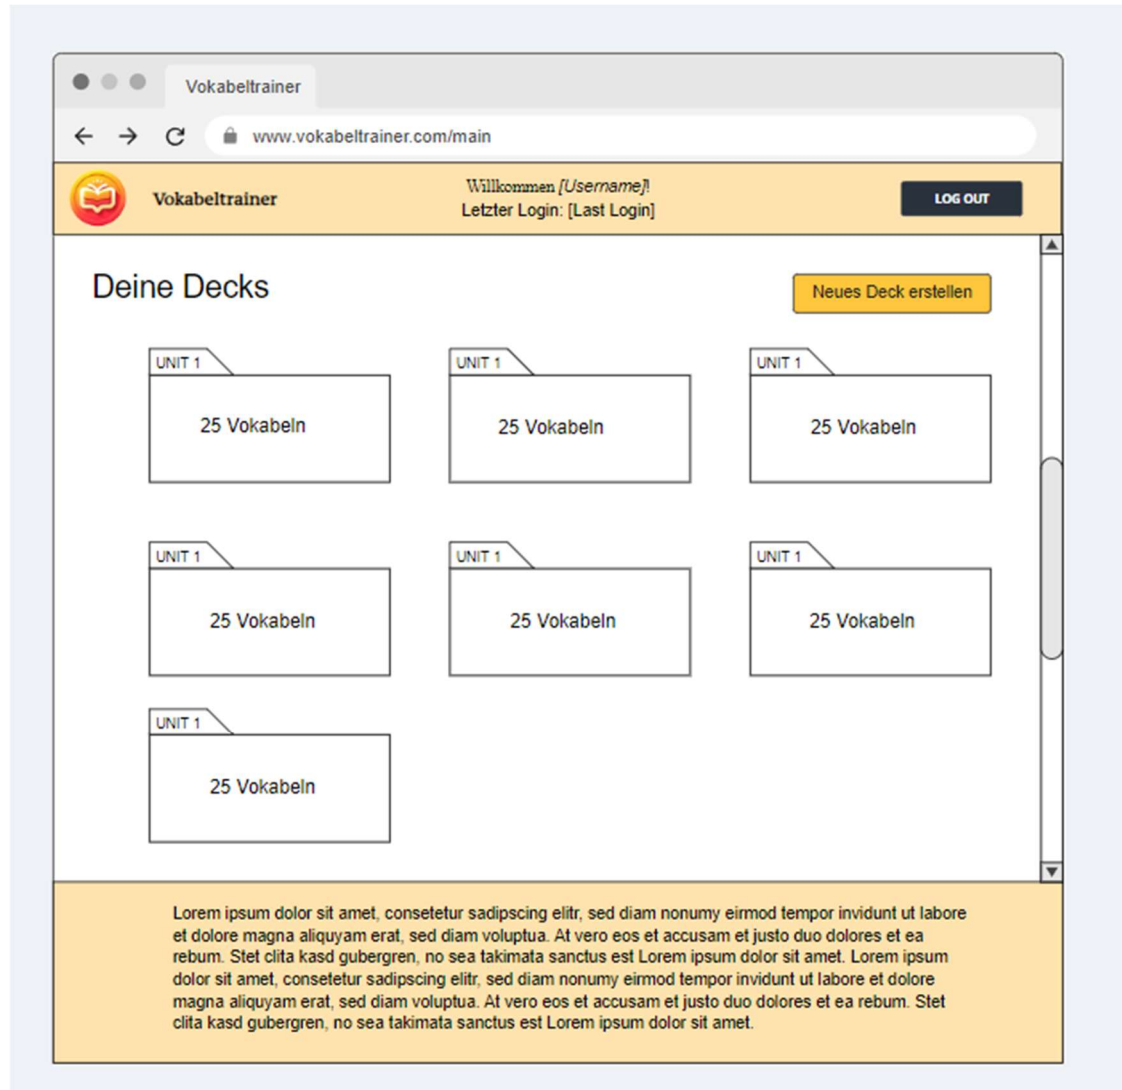 Vokabeltrainer
www.vokabeltrainer.com/main
Vokabeltrainer
Willkommen [Username]!
Letzter Login: [Last Login]
LOG OUT
Deine Decks
Neues Deck erstellen
UNIT 1
UNIT 1
UNIT 1
25 Vokabeln
25 Vokabeln
25 Vokabeln
UNIT 1
UNIT 1
UNIT 1
25 Vokabeln
25 Vokabeln
25 Vokabeln
UNIT 1
25 Vokabeln
Lorem ipsum dolor sit amet, consetetur sadipscing elitr, sed diam nonumy eirmod tempor invidunt ut labore
et dolore magna aliquyam erat, sed diam voluptua. At vero eos et accusam et justo duo dolores et ea
rebum. Stet clita kasd gubergren, no sea takimata sanctus est Lorem ipsum dolor sit amet. Lorem ipsum
dolor sit amet, consetetur sadipscing elitr, sed diam nonumy eirmod tempor invidunt ut labore et dolore
magna aliquyam erat, sed diam voluptua. At vero eos et accusam et justo duo dolores et ea rebum. Stet
clita kasd gubergren, no sea takimata sanctus est Lorem ipsum dolor sit amet.